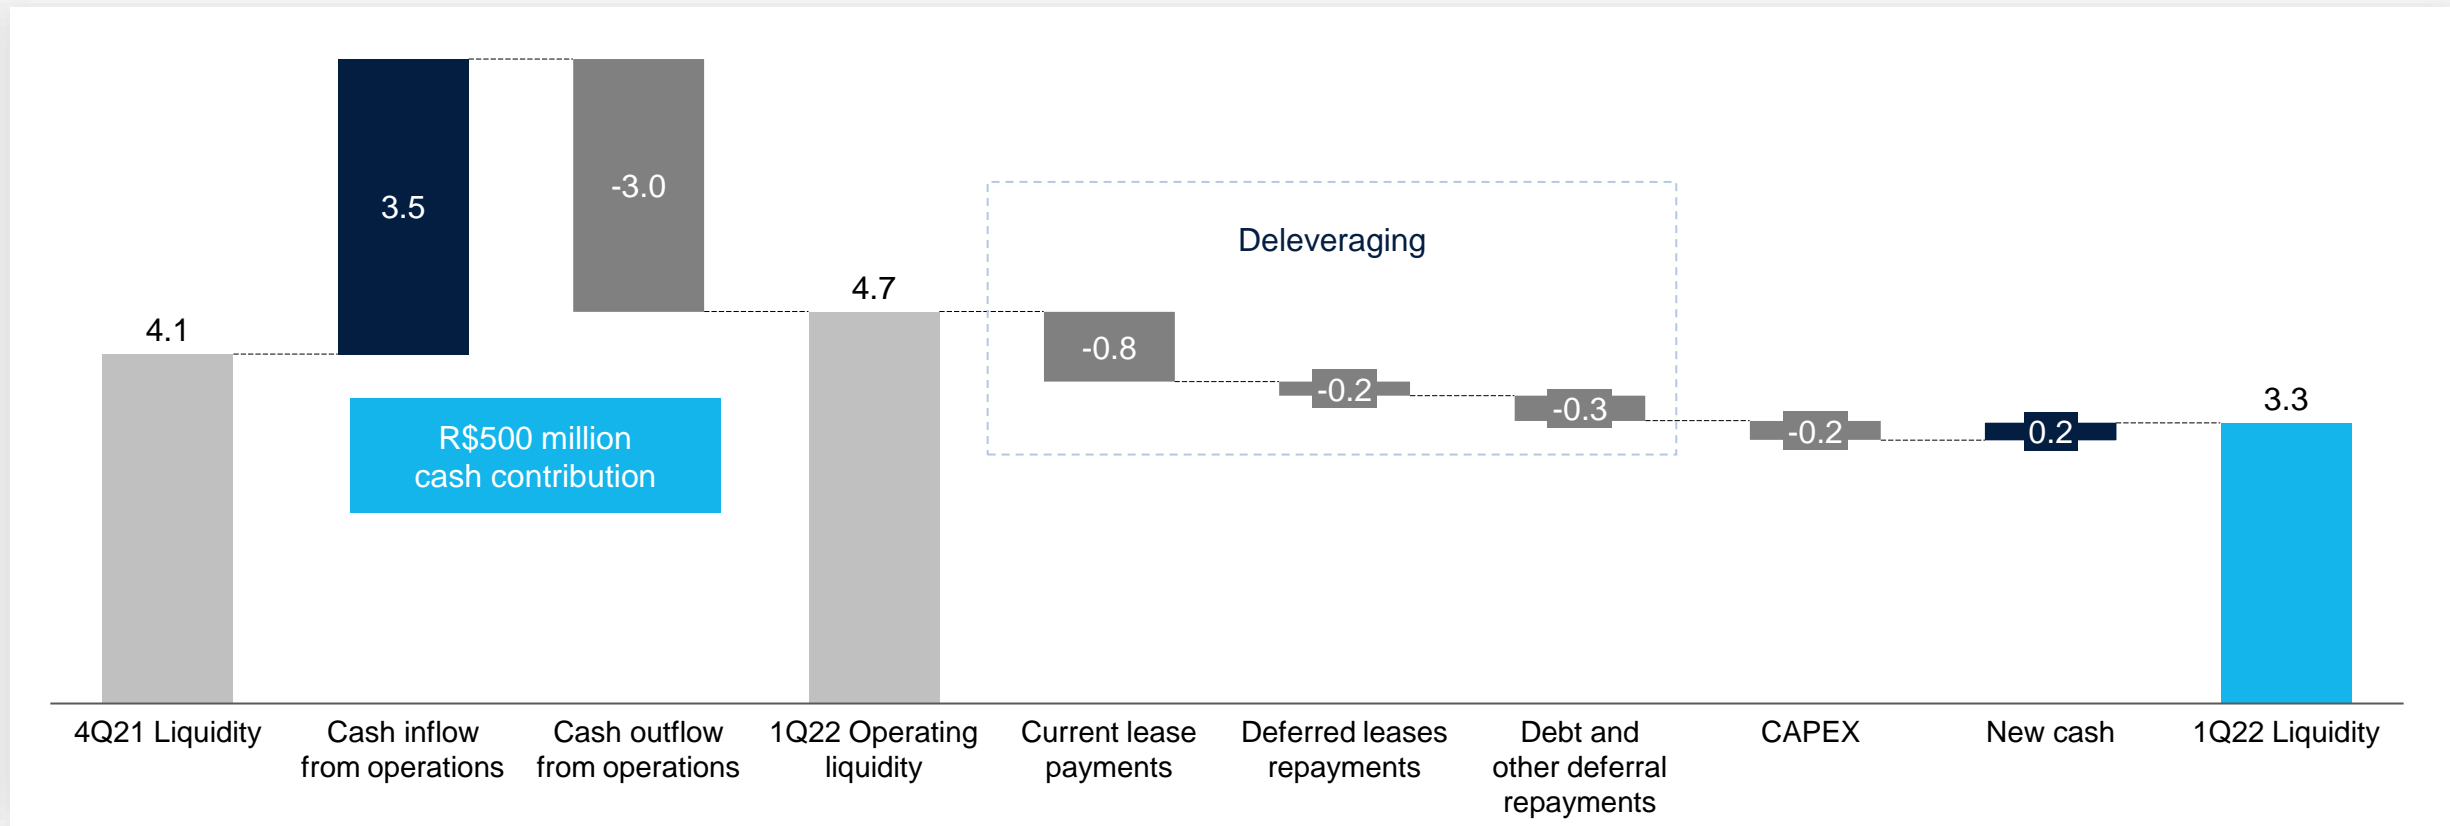 3.5
-3.0
Deleveraging
4.7
4.1
-0.8
-0.2
-0.3
-0.2
0.2
3.3
R$500 million
cash contribution
4Q21 Liquidity
Cash inflow
from operations
Cash outflow
from operations
1Q22 Operating
liquidity
Current lease
payments
Deferred leases
repayments
Debt and
other deferral
repayments
CAPEX
New cash
1Q22 Liquidity